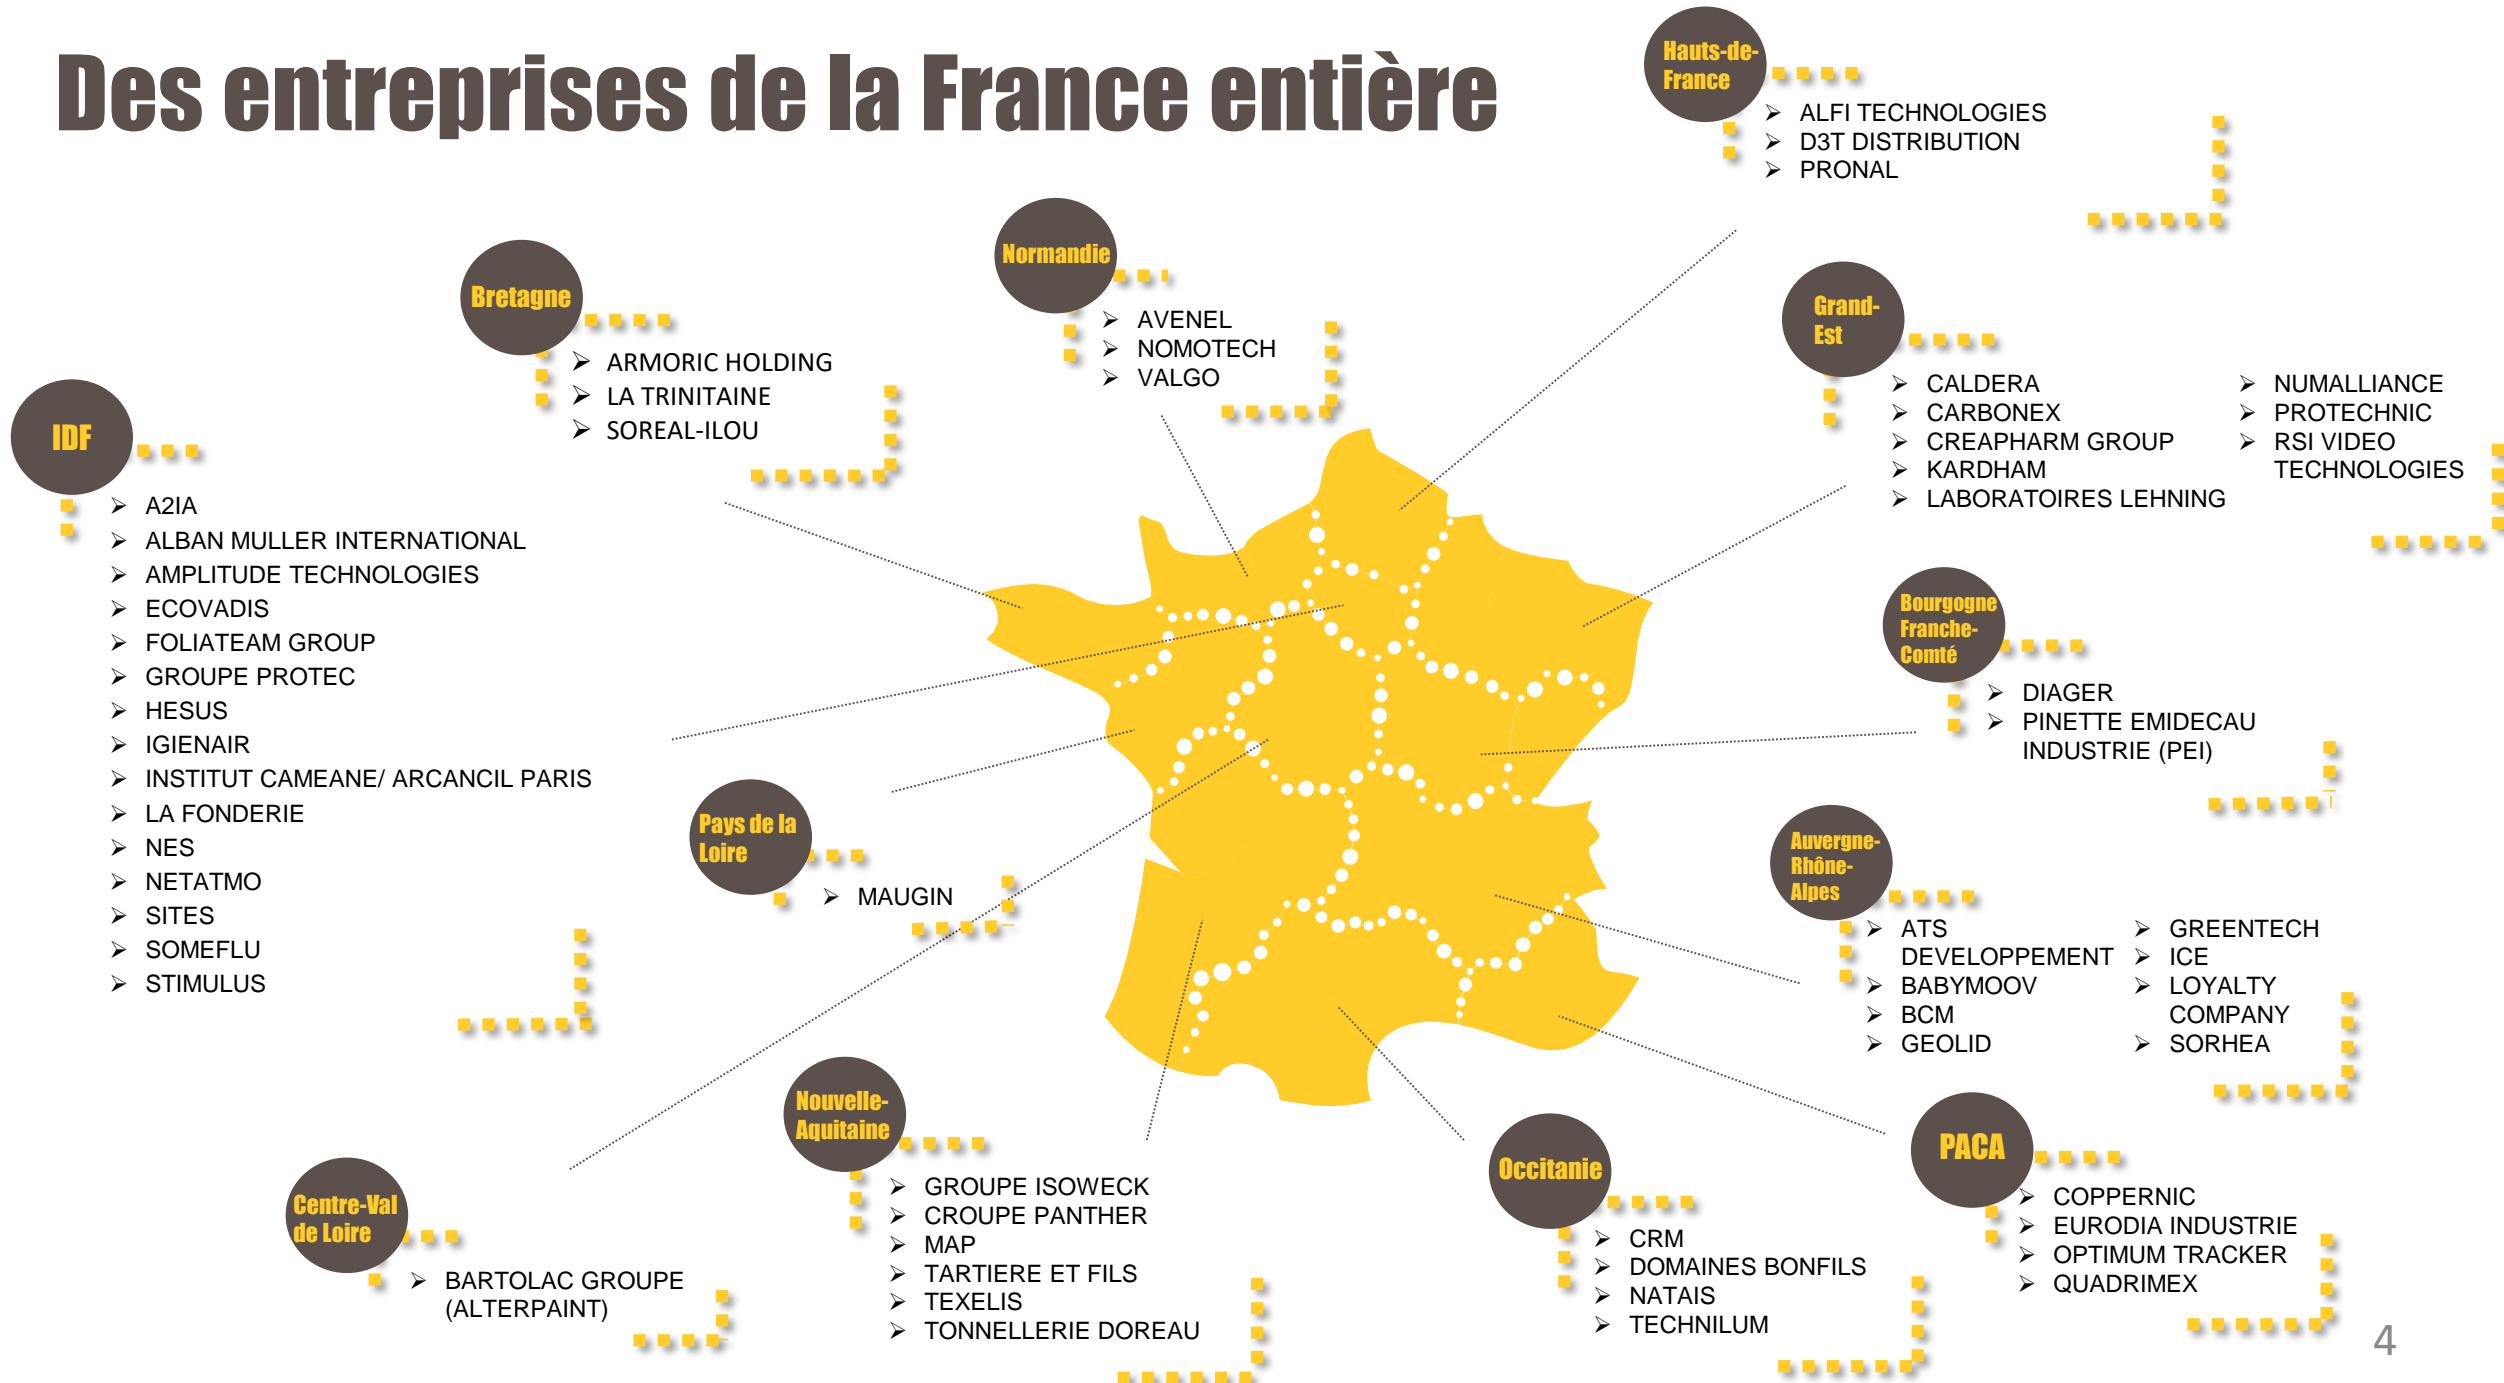 Des entreprises de la France entière
Hauts-de-
France
ALFI TECHNOLOGIES
D3T DISTRIBUTION
PRONAL
Normandie
AVENEL
NOMOTECH
VALGO
Bretagne
ARMORIC HOLDING
LA TRINITAINE
SOREAL-ILOU
Grand-
Est
CALDERA
CARBONEX
CREAPHARM GROUP
KARDHAM
LABORATOIRES LEHNING
NUMALLIANCE
PROTECHNIC
RSI VIDEO
TECHNOLOGIES
IDF
A2IA
ALBAN MULLER INTERNATIONAL
AMPLITUDE TECHNOLOGIES
ECOVADIS
FOLIATEAM GROUP
GROUPE PROTEC
HESUS
IGIENAIR
INSTITUT CAMEANE/ ARCANCIL PARIS
LA FONDERIE
NES
NETATMO
SITES
SOMEFLU
STIMULUS
Bourgogne
Franche-
Comté
DIAGER
PINETTE EMIDECAU
INDUSTRIE (PEI)
Pays de la
Loire
MAUGIN
Auvergne-
Rhône-
Alpes
ATS
DEVELOPPEMENT
BABYMOOV
BCM
GEOLID
GREENTECH
ICE
LOYALTY
COMPANY
SORHEA
Centre-Val
de Loire
BARTOLAC GROUPE
(ALTERPAINT)
Nouvelle-
Aquitaine
GROUPE ISOWECK
CROUPE PANTHER
MAP
TARTIERE ET FILS
TEXELIS
TONNELLERIE DOREAU
Occitanie
CRM
DOMAINES BONFILS
NATAIS
TECHNILUM
PACA
COPPERNIC
EURODIA INDUSTRIE
OPTIMUM TRACKER
QUADRIMEX
4